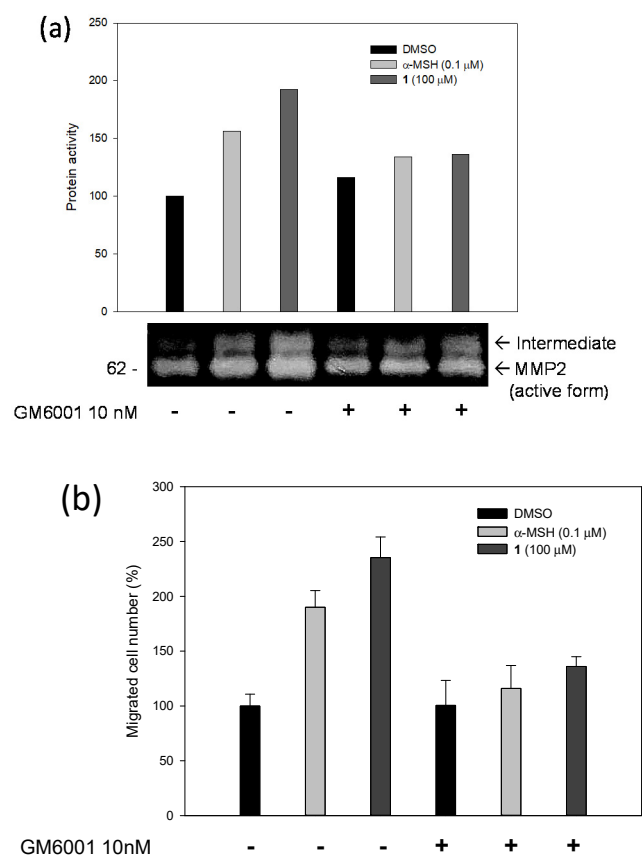 (a)
250
200
150
100
50
0
Protein activity
DMSO
α-MSH (0.1 μM)
1 (100 μM)
62 -
← Intermediate
← MMP2
(active form)
GM6001 10 nM - - - + + +
(b)
300
250
200
150
100
50
0
Migrated cell number (%)
DMSO
α-MSH (0.1 μM)
1 (100 μM)
GM6001 10nM - - - + + +